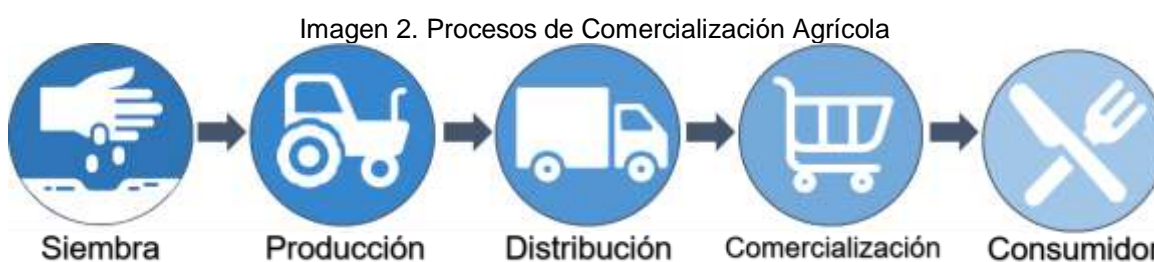 Imagen 2. Procesos de Comercialización Agrícola
Siembra Producción Distribución Comercialización Consumidor